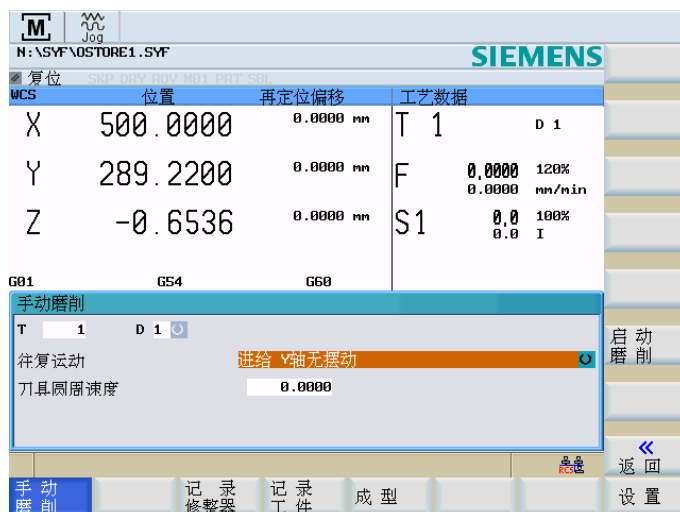 M
Jog
N:\SYF\OSTORE1.SYF
SIEMENS
复位 SKP DRY ROV M01 PRT SBL
WCS 位置 再定位偏移 工艺数据
X 500.0000 0.0000 mm T 1 D 1
Y 289.2200 0.0000 mm F 0.0000 120%
0.0000 mm/min
Z -0.6536 0.0000 mm S1 0.0 100%
0.0 I
G01 G54 G60
手动磨削
T 1 D 1
往复运动 进给 Y轴无摆动
刀具圆周速度 0.0000
启动
磨削
RCS
«
返回
手动
磨削
记录
修整器
记录
工件
成型
设置